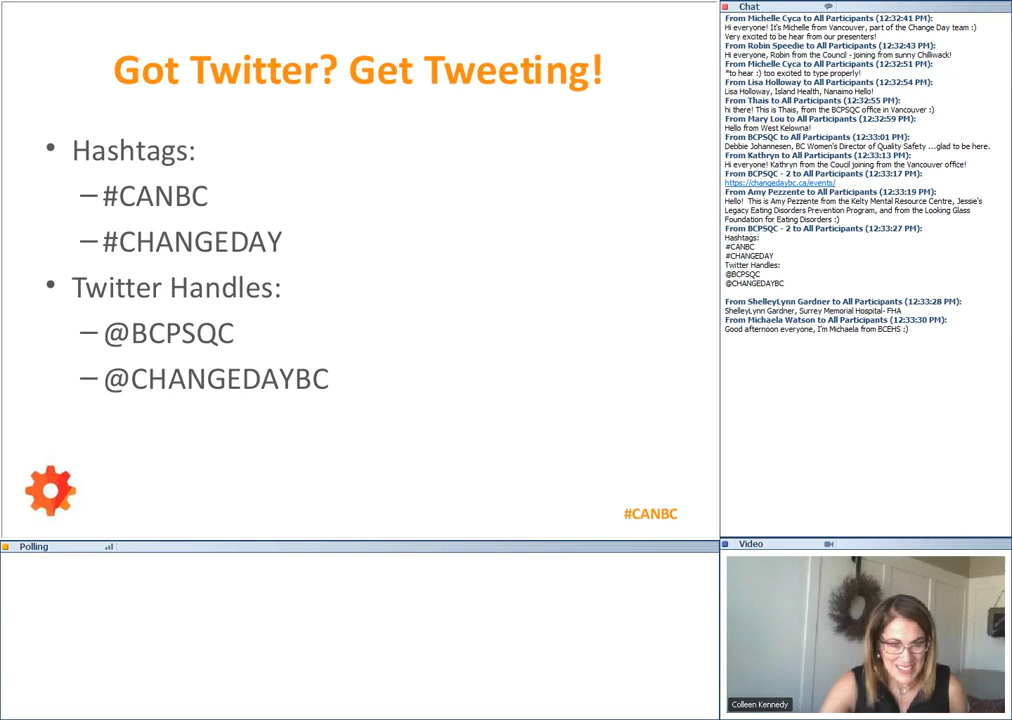 Got Twitter? Get Tweeting!
• Hashtags:
– #CANBC
– #CHANGEDAY
• Twitter Handles:
– @BCPSQC
– @CHANGEDAYBC
#CANBC
Polling
Chat
From Michelle Cyca to All Participants (12:32:41 PM):
Hi everyone! It's Michelle from Vancouver, part of the Change Day team :)
Very excited to be hear from our presenters!
From Robin Speedie to All Participants (12:32:43 PM):
Hi everyone, Robin from the Council - joining from sunny Chilliwack!
From Michelle Cyca to All Participants (12:32:51 PM):
*to hear :) too excited to type properly!
From Lisa Holloway to All Participants (12:32:54 PM):
Lisa Holloway, Island Health, Nanaimo Hello!
From Thais to All Participants (12:32:55 PM):
hi there! This is Thais, from the BCPSQC office in Vancouver :)
From Mary Lou to All Participants (12:32:59 PM):
Hello from West Kelowna!
From BCPSQC to All Participants (12:33:01 PM):
Debbie Johannesen, BC Women's Director of Quality Safety ...glad to be here.
From Kathryn to All Participants (12:33:13 PM):
Hi everyone! Kathryn from the Coucil joining from the Vancouver office!
From BCPSQC - 2 to All Participants (12:33:17 PM):
https://changedaybc.ca/events/
From Amy Pezzente to All Participants (12:33:19 PM):
Hello! This is Amy Pezzente from the Kelty Mental Resource Centre, Jessie's
Legacy Eating Disorders Prevention Program, and from the Looking Glass
Foundation for Eating Disorders :)
From BCPSQC - 2 to All Participants (12:33:27 PM):
Hashtags:
#CANBC
#CHANGEDAY
Twitter Handles:
@BCPSQC
@CHANGEDAYBC
From ShelleyLynn Gardner to All Participants (12:33:28 PM):
ShelleyLynn Gardner, Surrey Memorial Hospital- FHA
From Michaela Watson to All Participants (12:33:30 PM):
Good afternoon everyone, I'm Michaela from BCEHS :)
Video
Colleen Kennedy